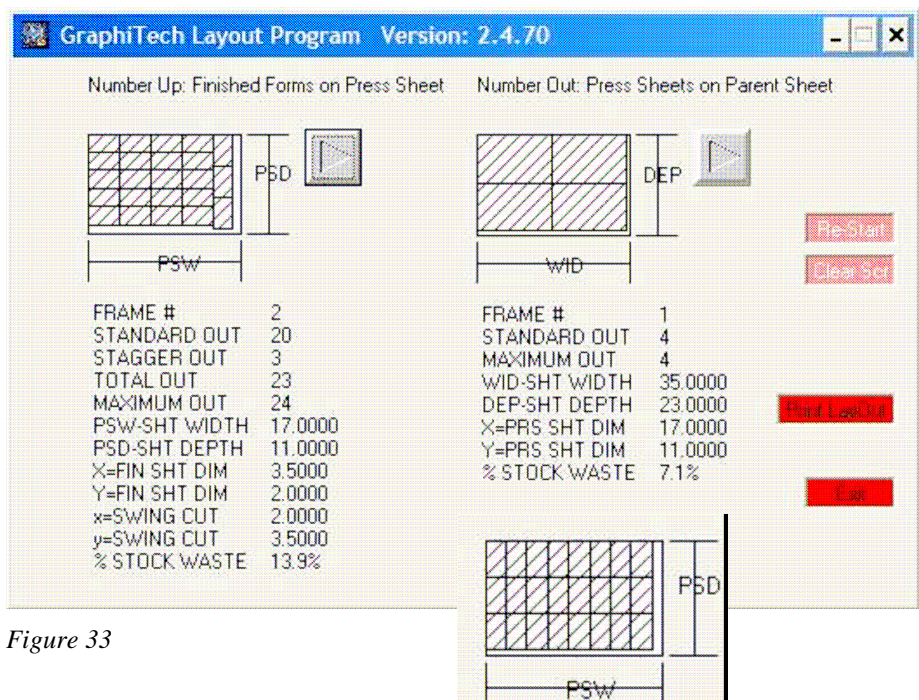 GraphiTech Layout Program Version: 2.4.70
Number Up: Finished Forms on Press Sheet
PSD
PSW
FRAME # 2
STANDARD OUT 20
STAGGER OUT 3
TOTAL OUT 23
MAXIMUM OUT 24
PSW-SHT WIDTH 17.0000
PSD-SHT DEPTH 11.0000
X=FIN SHT DIM 3.5000
Y=FIN SHT DIM 2.0000
x=SWING CUT 2.0000
y=SWING CUT 3.5000
% STOCK WASTE 13.9%
Number Out: Press Sheets on Parent Sheet
DEP
WID
FRAME # 1
STANDARD OUT 4
MAXIMUM OUT 4
WID-SHT WIDTH 35.0000
DEP-SHT DEPTH 23.0000
X=PRS SHT DIM 17.0000
Y=PRS SHT DIM 11.0000
% STOCK WASTE 7.1%
Re-Start
Clear Scr
Exit
PSD
PSW
Figure 33